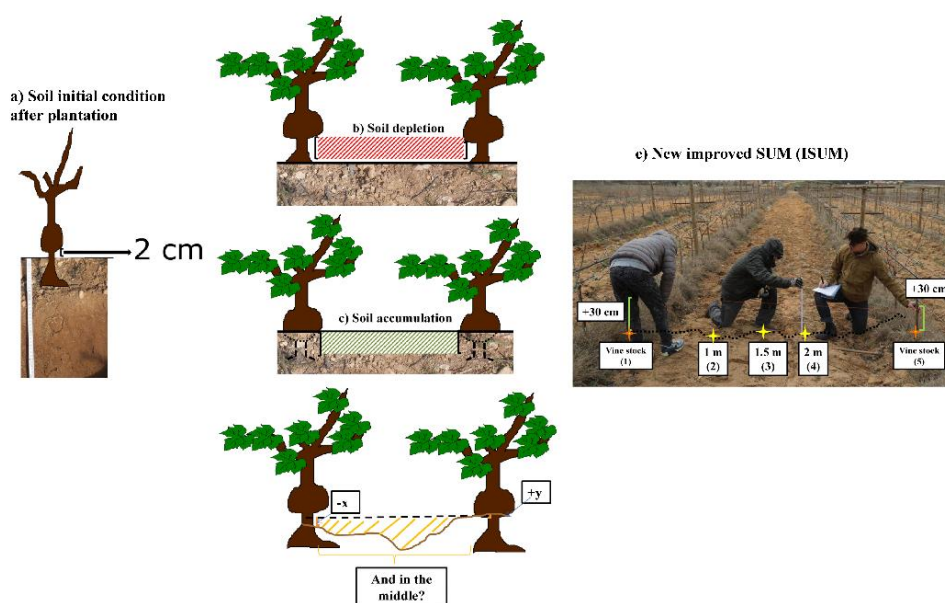 a) Soil initial condition
after plantation
2 cm
b) Soil depletion
c) Soil accumulation
-x
+y
And in the
middle?
e) New improved SUM (ISUM)
+30 cm
+30 cm
Vine stock
(1)
1 m
(2)
1.5 m
(3)
2 m
(4)
Vine stock
(5)